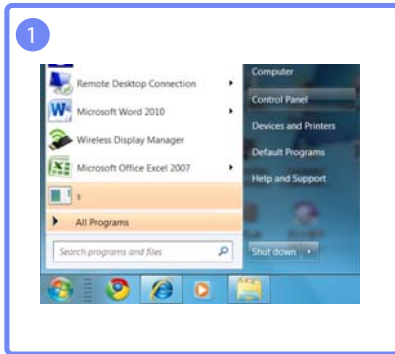 1
Remote Desktop Connection
Microsoft Word 2010
Wireless Display Manager
Microsoft Office Excel 2007
s
All Programs
Search programs and files
Computer
Control Panel
Devices and Printers
Default Programs
Help and Support
Shut down